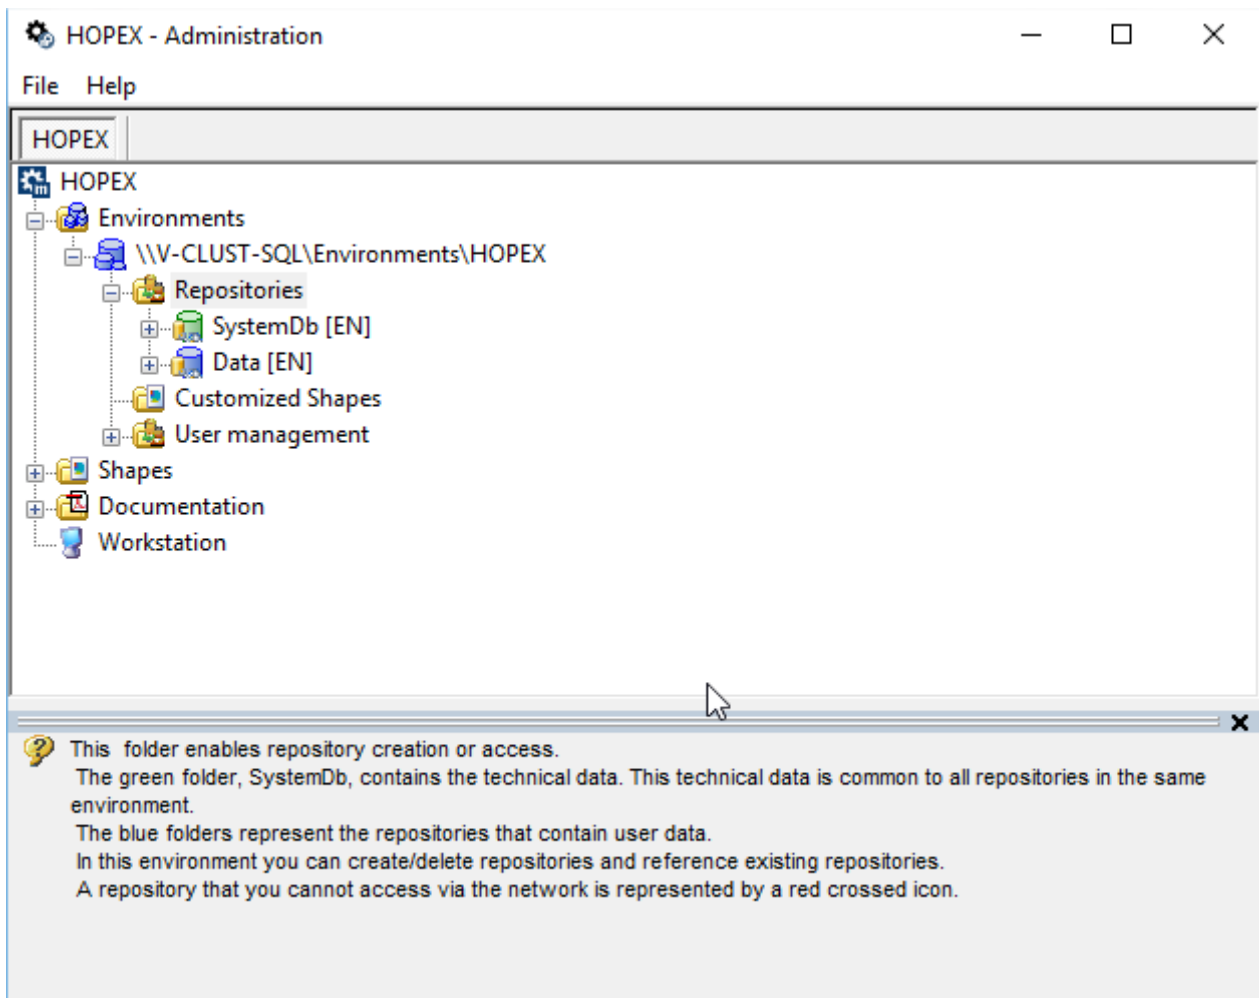 HOPEX - Administration
File Help
HOPEX
HOPEX
Environments
\\V-CLUST-SQL\Environments\HOPEX
Repositories
SystemDb [EN]
Data [EN]
Customized Shapes
User management
Shapes
Documentation
Workstation
This folder enables repository creation or access.
The green folder, SystemDb, contains the technical data. This technical data is common to all repositories in the same
environment.
The blue folders represent the repositories that contain user data.
In this environment you can create/delete repositories and reference existing repositories.
A repository that you cannot access via the network is represented by a red crossed icon.